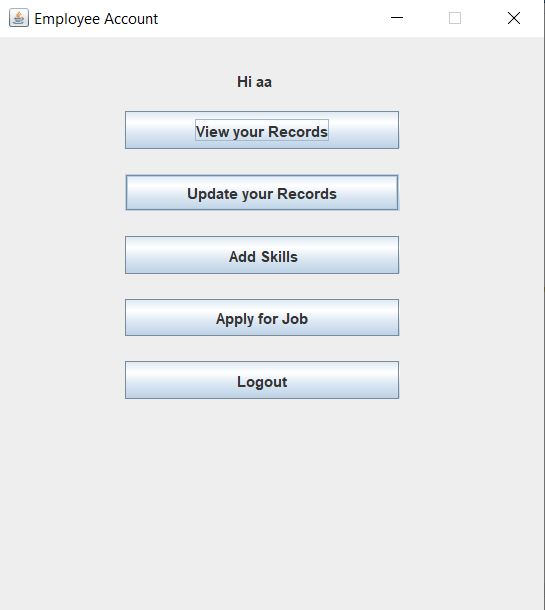 Employee Account
Hi aa
View your Records
Update your Records
Add Skills
Apply for Job
Logout